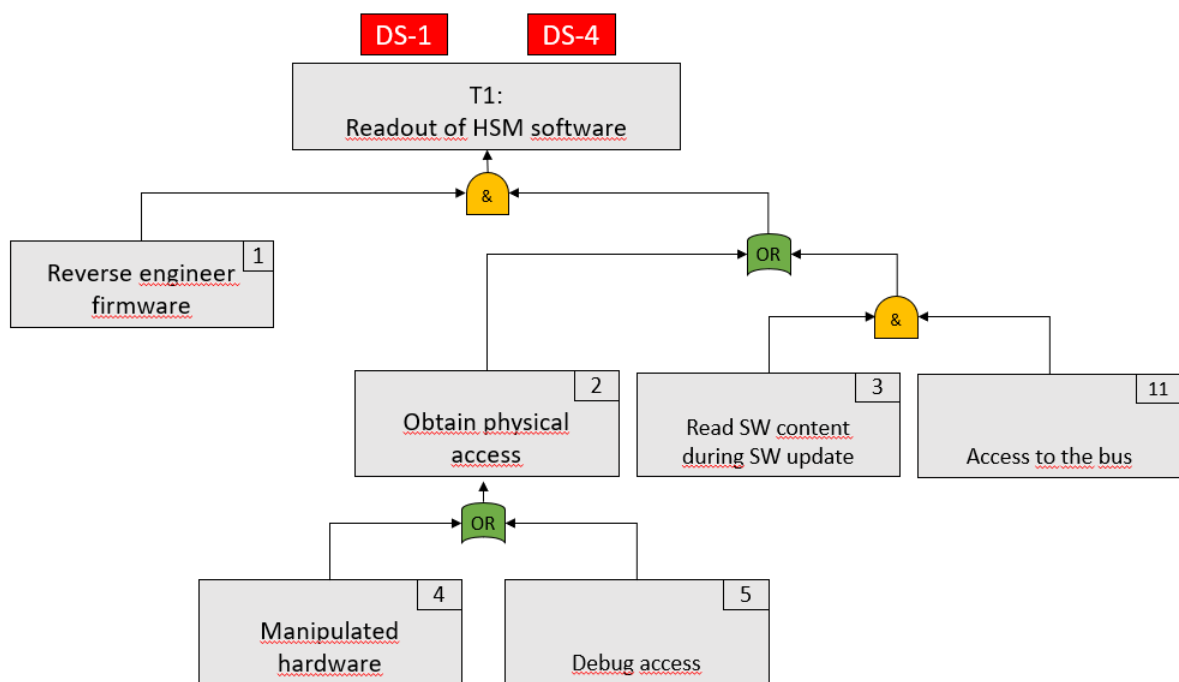 DS-1
DS-4
T1:
Readout of HSM software
&
1
Reverse engineer
firmware
OR
&
2
Obtain physical
access
3
Read SW content
during SW update
11
Access to the bus
OR
4
Manipulated
hardware
5
Debug access